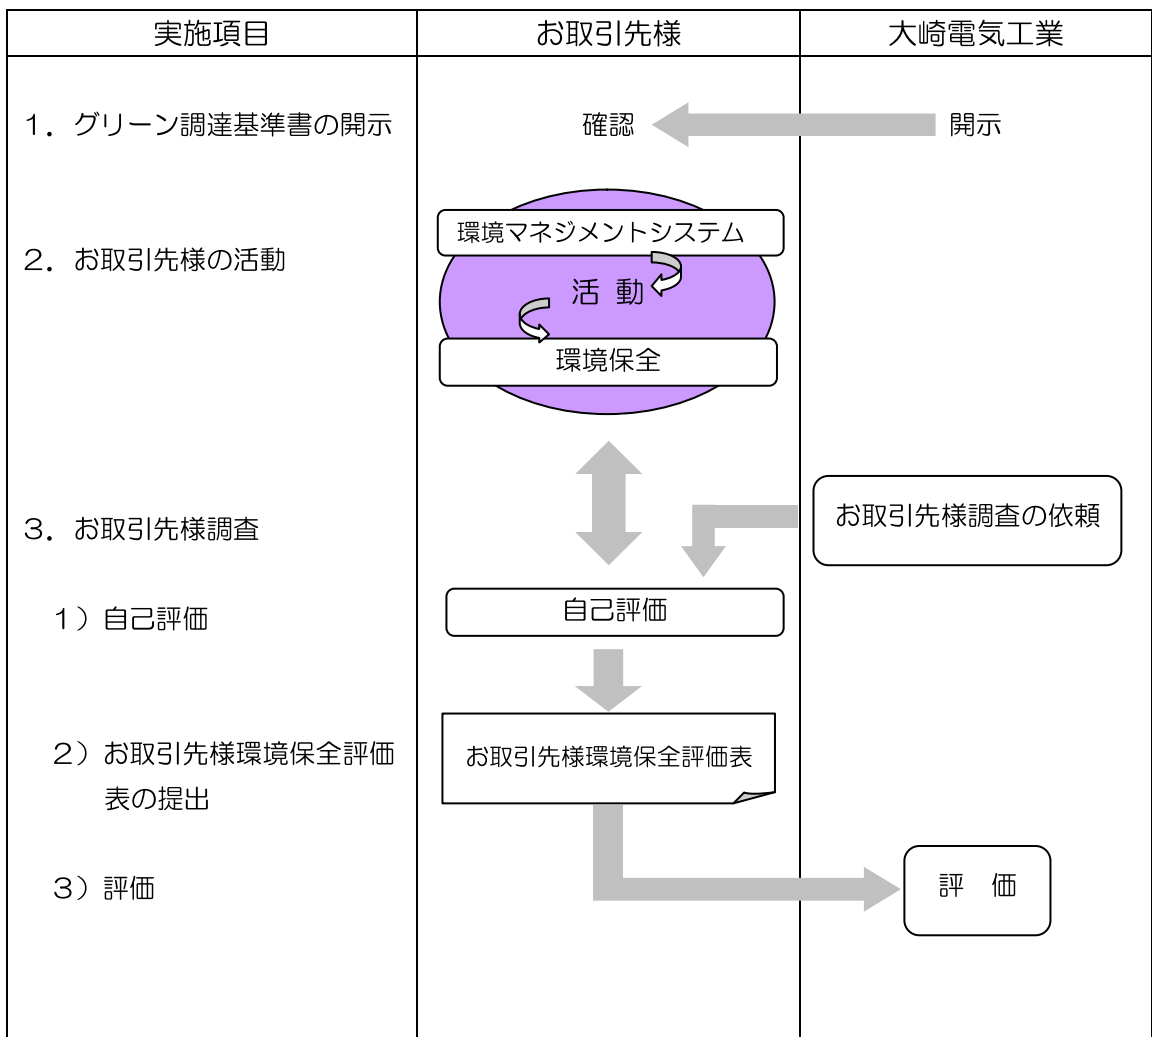 実施項目
お取引先様
大崎電気工業
１．グリーン調達基準書の開示
確認
開示
２．お取引先様の活動
環境マネジメントシステム
活 動
環境保全
３．お取引先様調査
お取引先様調査の依頼
１）自己評価
自己評価
２）お取引先様環境保全評価
表の提出
お取引先様環境保全評価表
３）評価
評　価